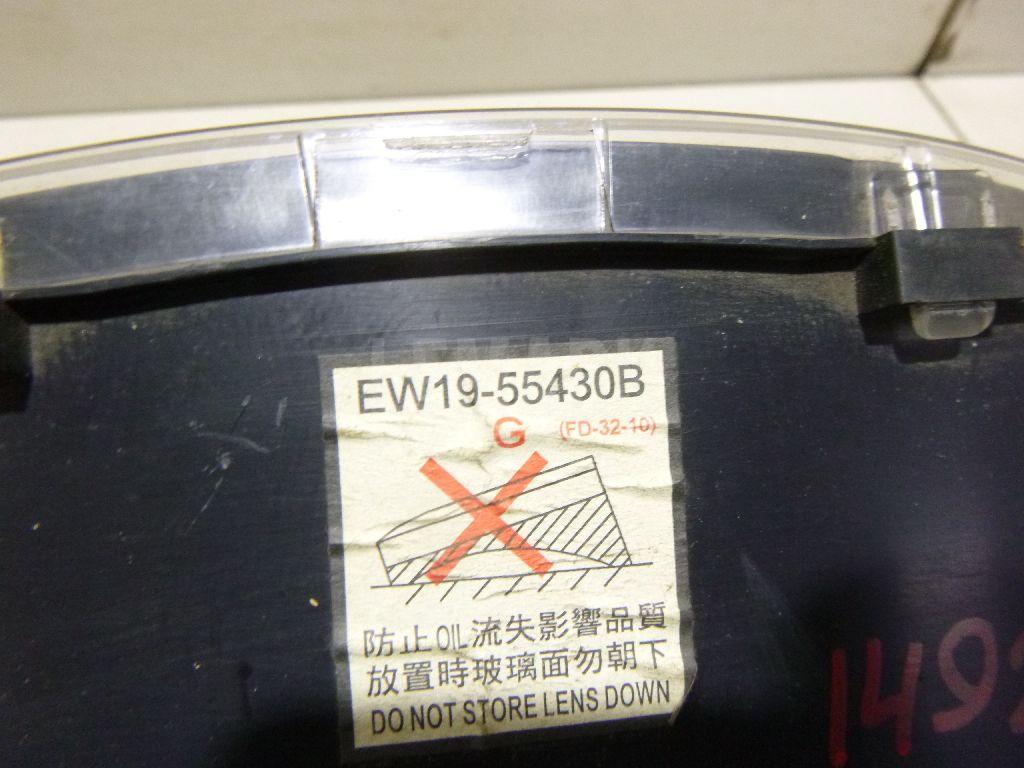 EW19-55430B
G (FD-32-10)
防止OIL流失影響品質
放置時玻璃面勿朝下
DO NOT STORE LENS DOWN
149